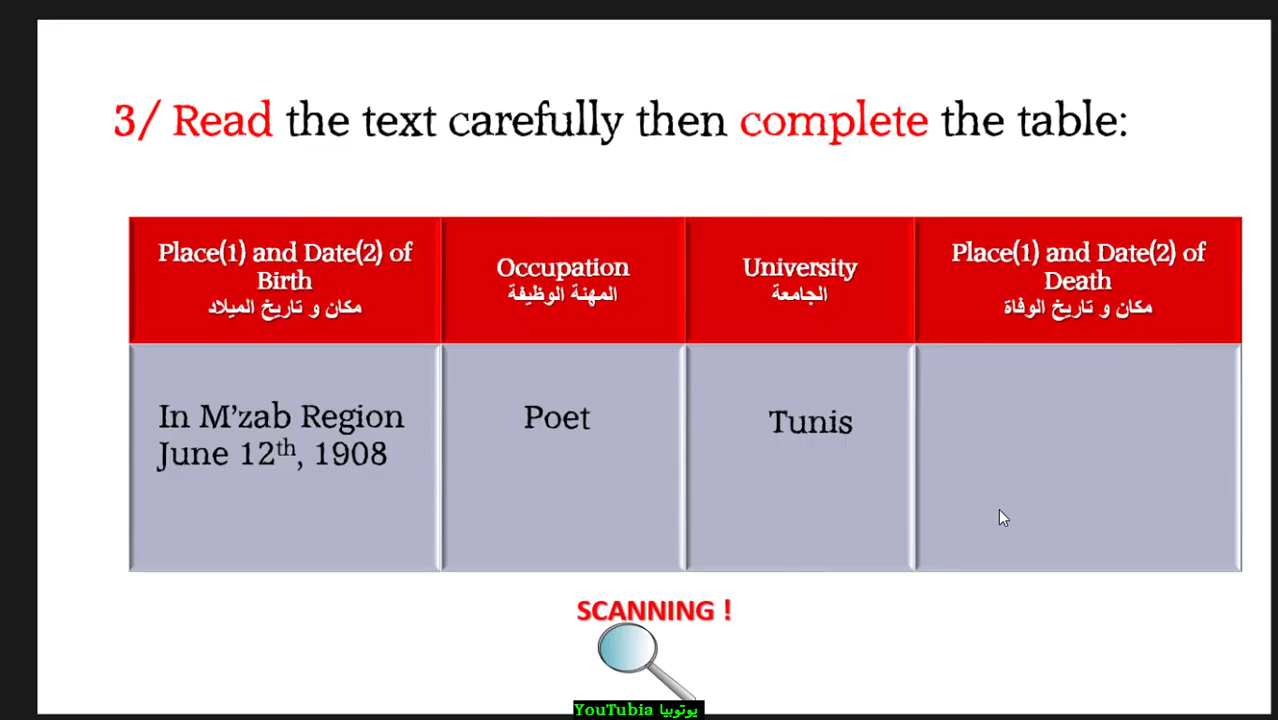 3/ Read the text carefully then complete the table:
Place(1) and Date(2) of
Birth
مكان و تاريخ الميلاد
Occupation
المهنة الوظيفة
University
الجامعة
Place(1) and Date(2) of
Death
مكان و تاريخ الوفاة
In M’zab Region
June 12th, 1908
Poet
Tunis
SCANNING !
YouTubia يوتوبيا